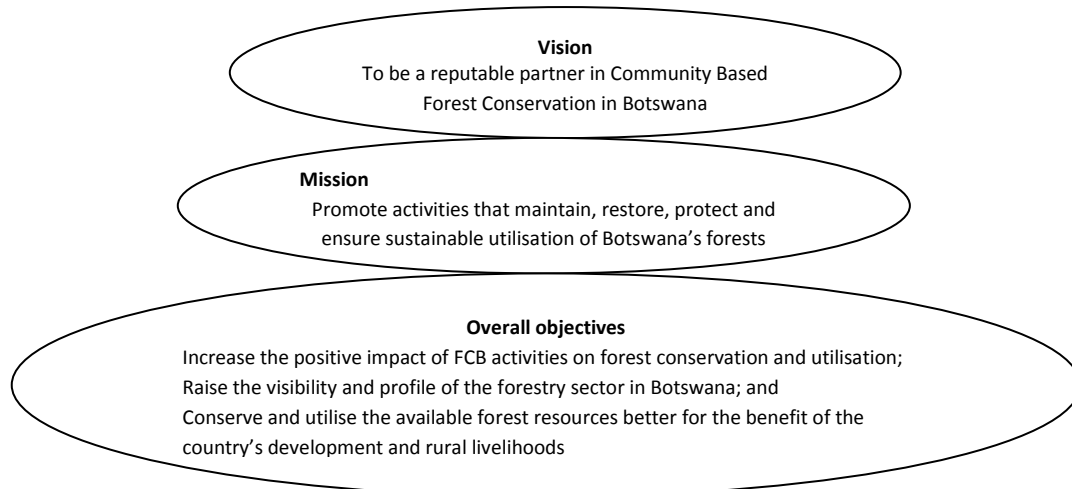 Vision
To be a reputable partner in Community Based
Forest Conservation in Botswana
Mission
Promote activities that maintain, restore, protect and
ensure sustainable utilisation of Botswana’s forests
Overall objectives
Increase the positive impact of FCB activities on forest conservation and utilisation;
Raise the visibility and profile of the forestry sector in Botswana; and
Conserve and utilise the available forest resources better for the benefit of the
country’s development and rural livelihoods